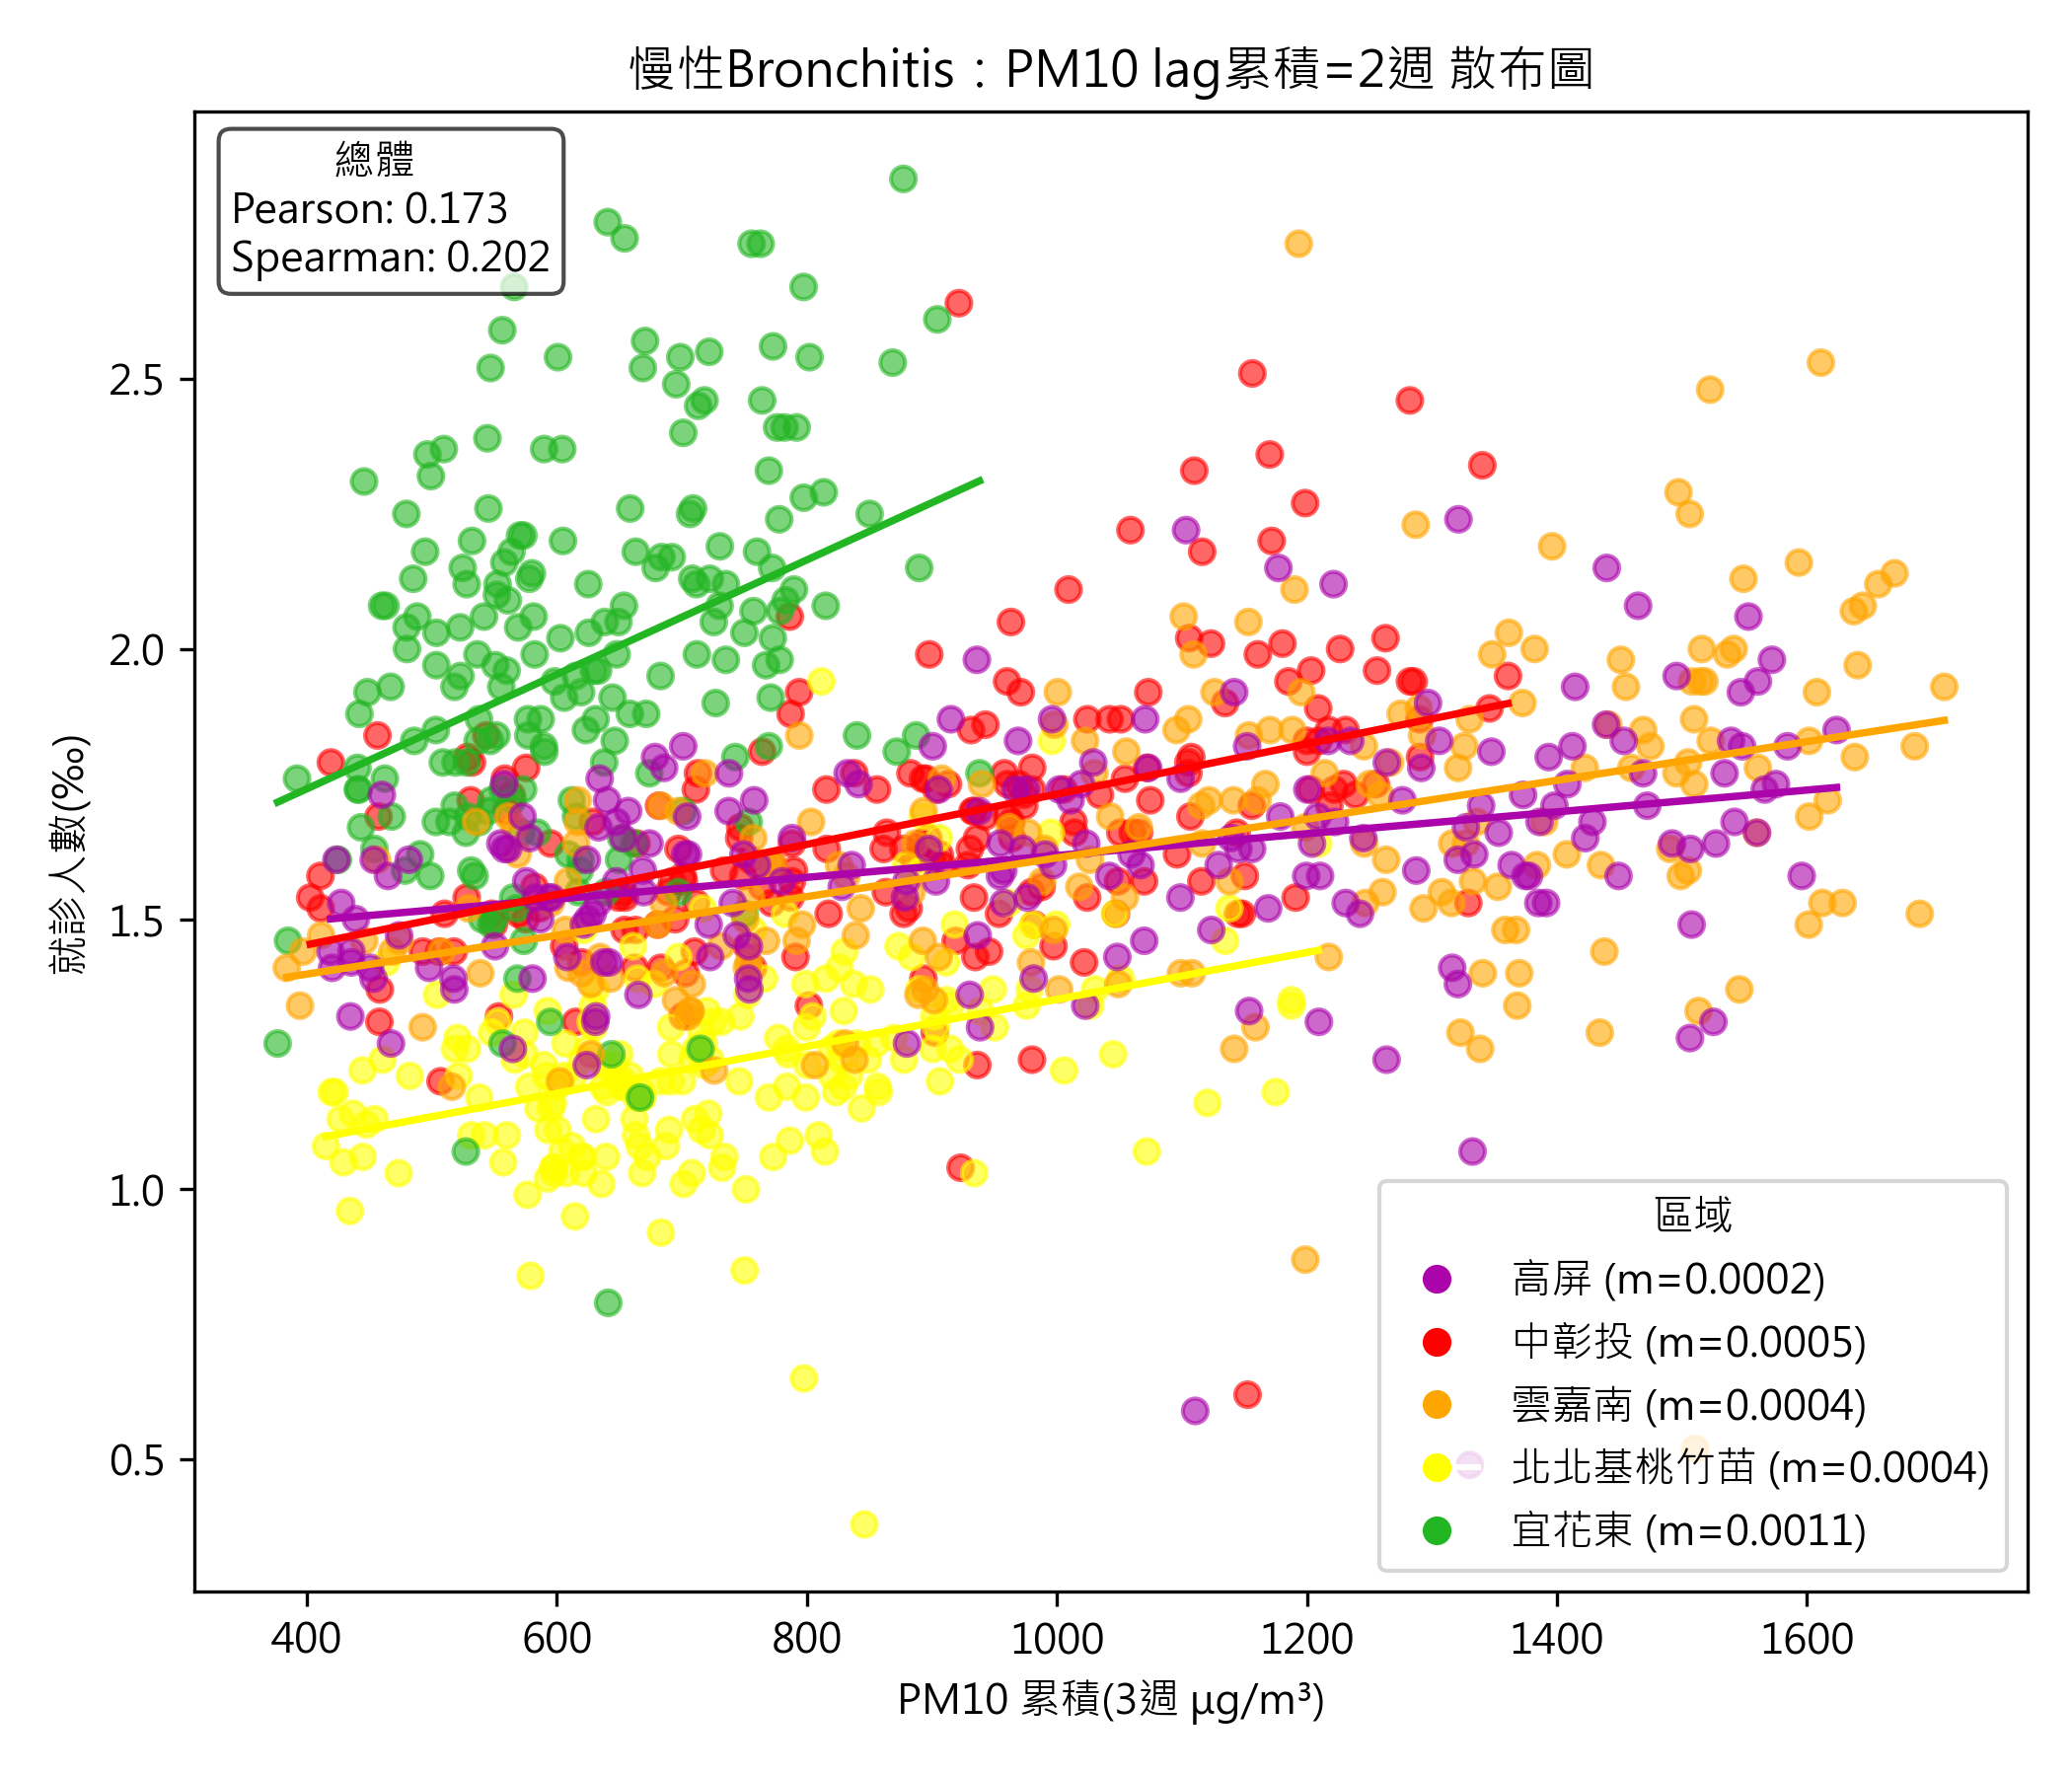 慢性Bronchitis：PM10 lag累積=2週 散布圖
總體
Pearson: 0.173
Spearman: 0.202
就診人數(‰)
2.5
2.0
1.5
1.0
0.5
區域
高屏 (m=0.0002)
中彰投 (m=0.0005)
雲嘉南 (m=0.0004)
北北基桃竹苗 (m=0.0004)
宜花東 (m=0.0011)
400 600 800 1000 1200 1400 1600
PM10 累積(3週 μg/m³)